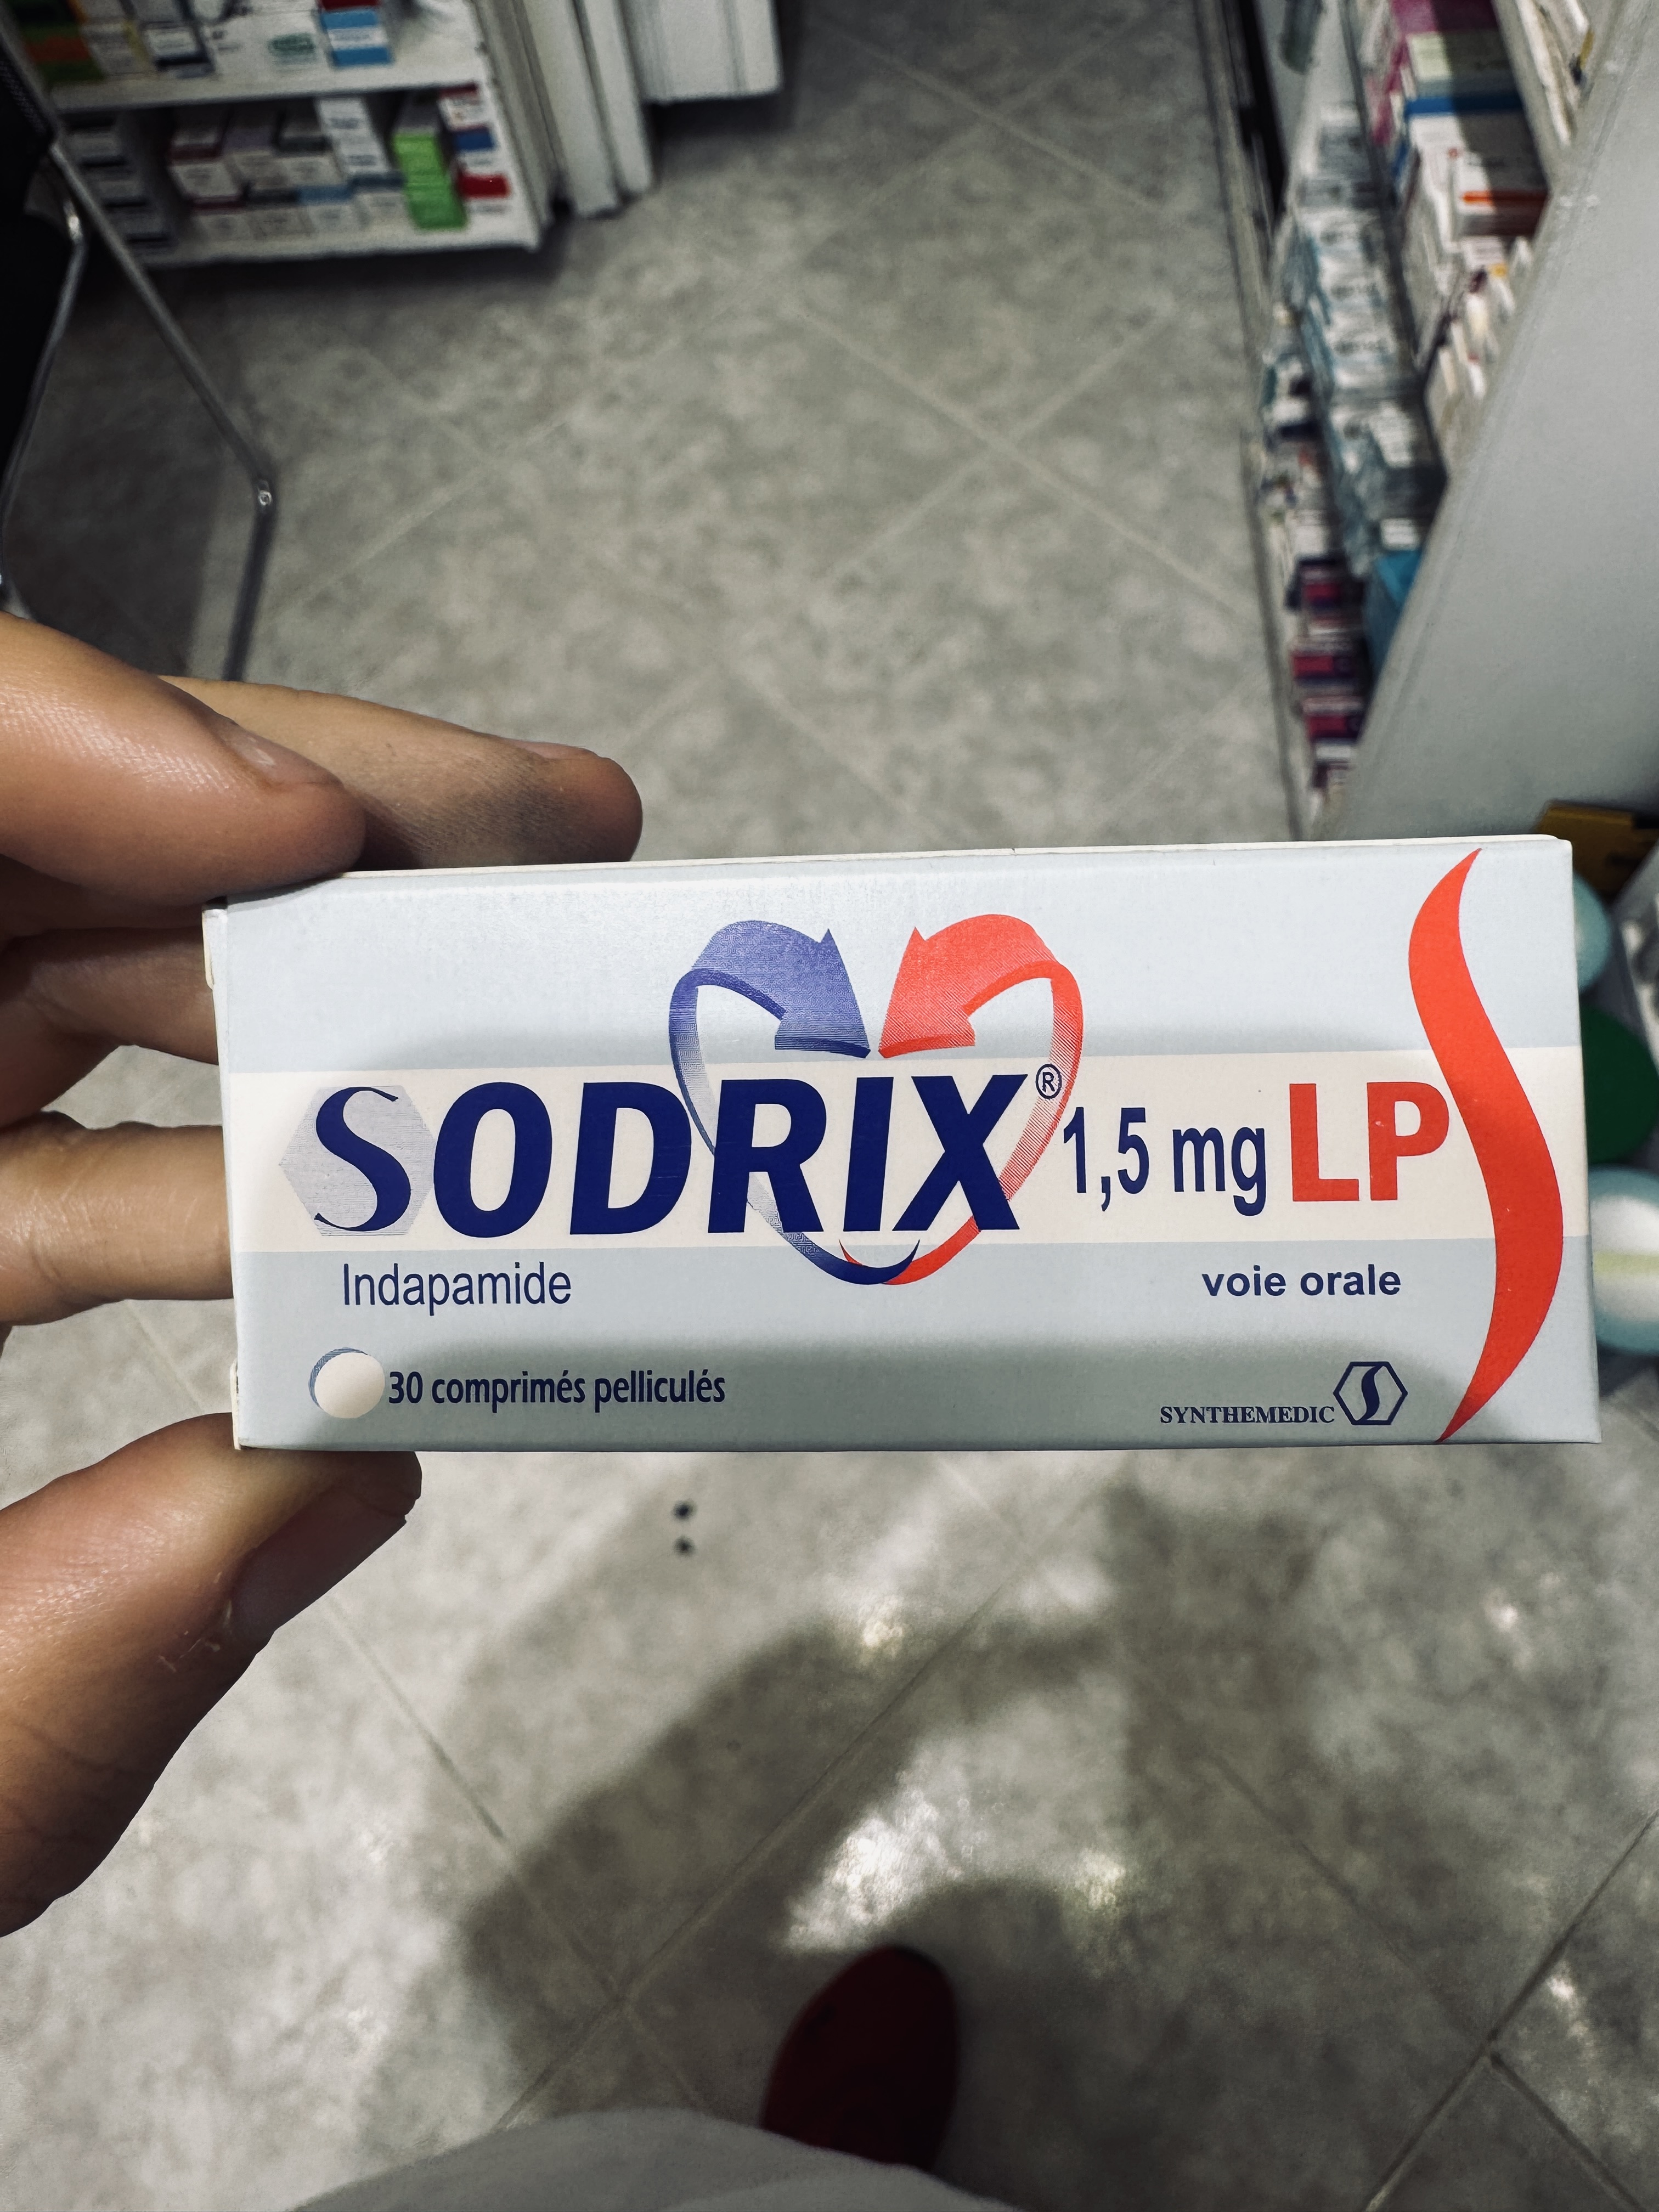 SODRIX® 1,5 mg LP
Indapamide
voie orale
30 comprimés pelliculés
SYNTHEMEDIC